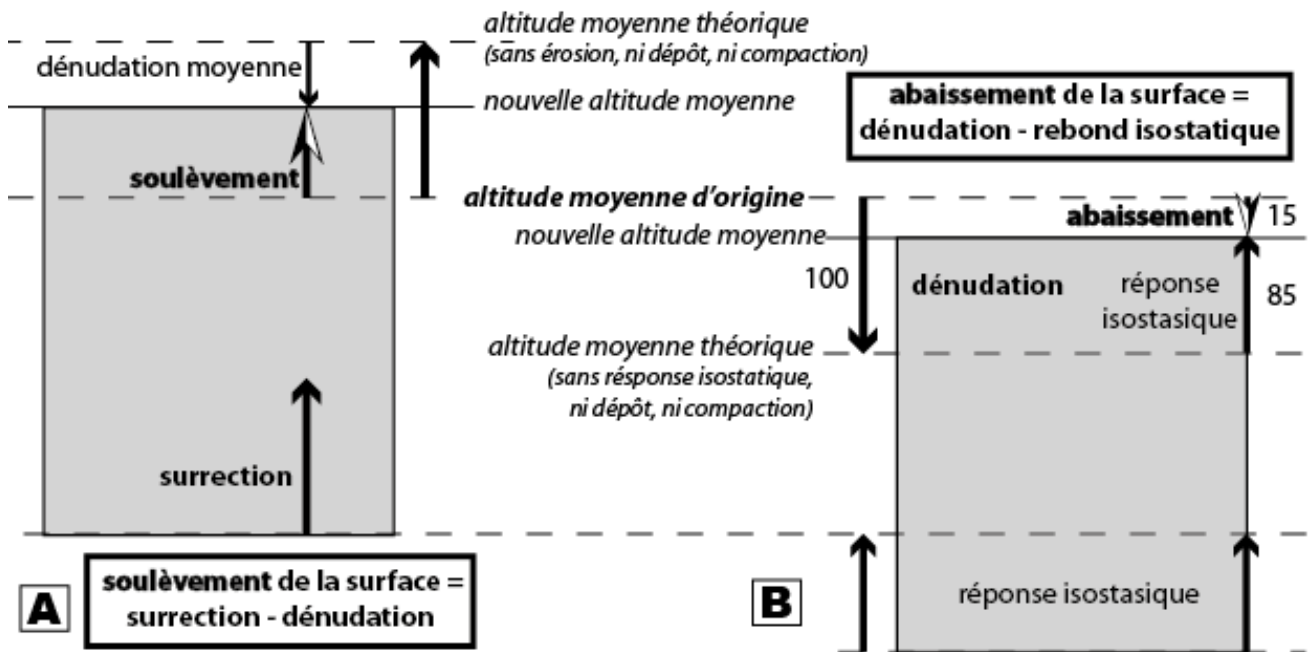 altitude moyenne théorique
(sans érosion, ni dépôt, ni compaction)
dénudation moyenne
nouvelle altitude moyenne
soulèvement
surrection
A
soulèvement de la surface =
surrection - dénudation
abaissement de la surface =
dénudation - rebond isostatique
altitude moyenne d'origine
nouvelle altitude moyenne
abaissement
15
100
dénudation
réponse
isostasique
85
altitude moyenne théorique
(sans résponse isostatique,
ni dépôt, ni compaction)
B
réponse isostasique